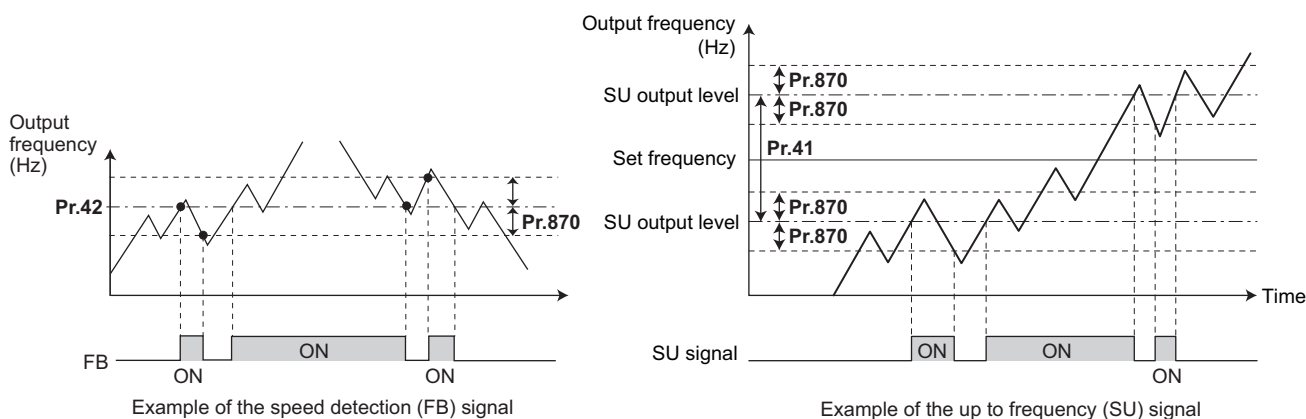 Output
frequency
(Hz)
Pr.42
Pr.870
FB
ON
ON
ON
Example of the speed detection (FB) signal
Output frequency
(Hz)
Pr.870
SU output level
Pr.870
Pr.41
Set frequency
Pr.870
SU output level
Pr.870
Time
SU signal
ON
ON
ON
Example of the up to frequency (SU) signal